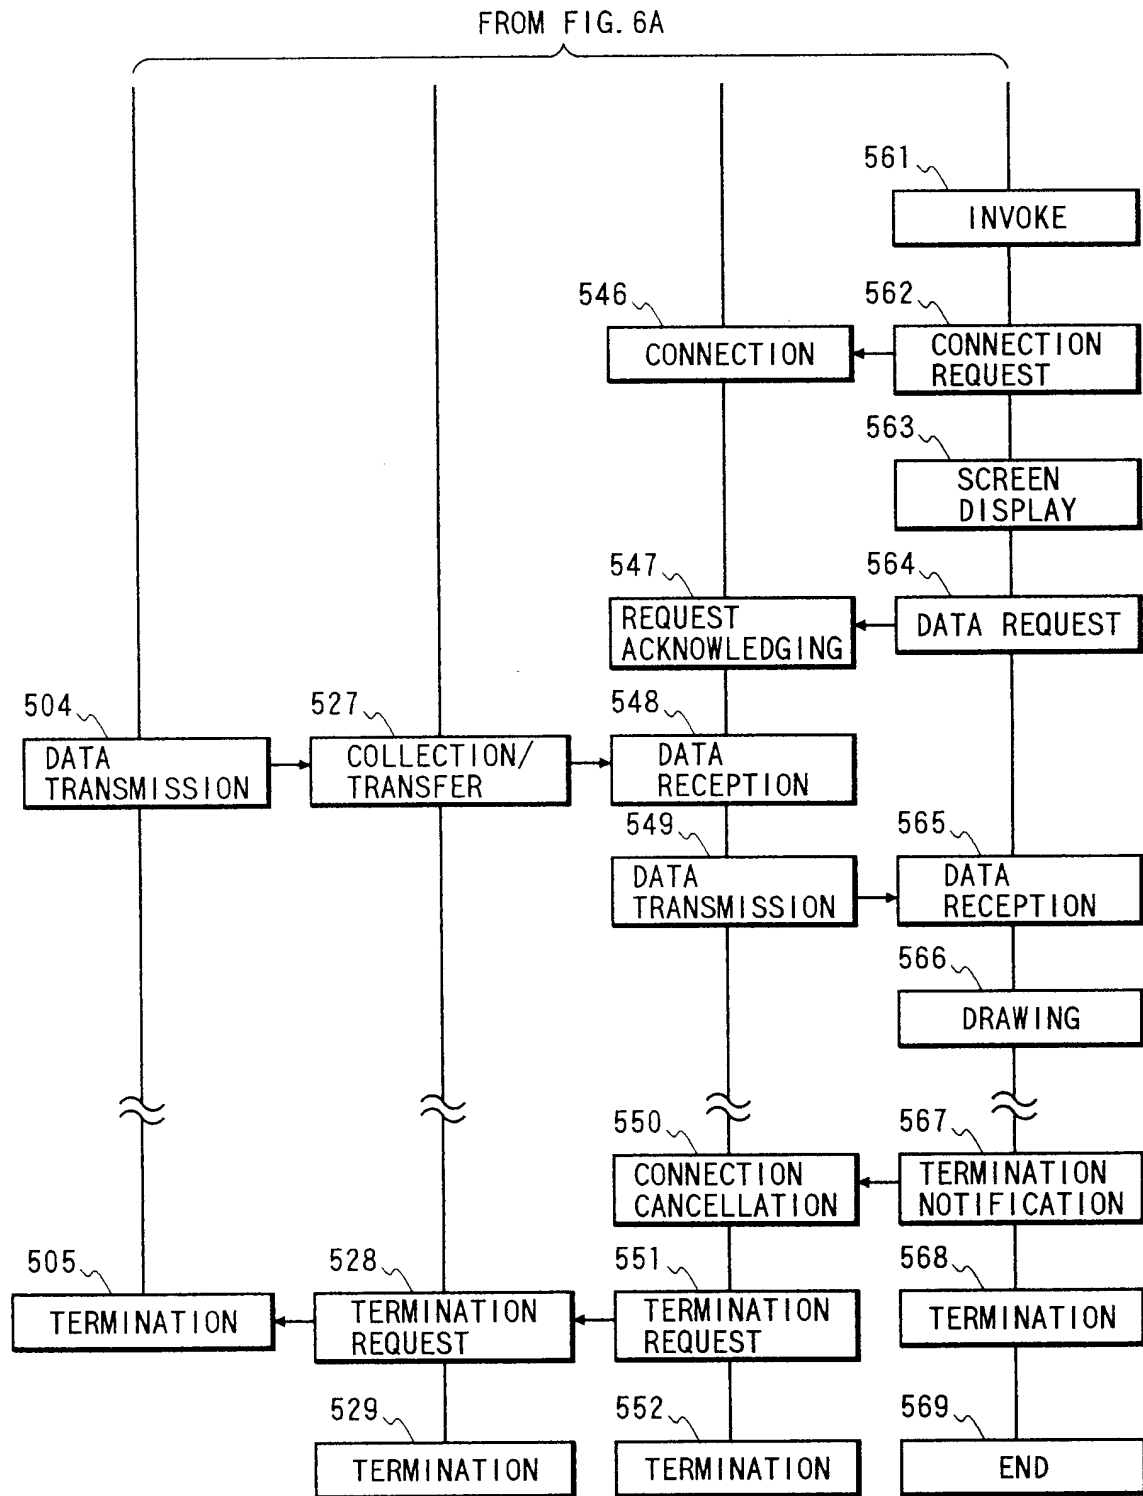 FROM FIG. 6A
561
INVOKE
546
562
CONNECTION
CONNECTION
REQUEST
563
SCREEN
DISPLAY
547
564
REQUEST
ACKNOWLEDGING
DATA REQUEST
504
527
548
DATA
TRANSMISSION
COLLECTION/
TRANSFER
DATA
RECEPTION
549
565
DATA
TRANSMISSION
DATA
RECEPTION
566
DRAWING
550
567
CONNECTION
CANCELLATION
TERMINATION
NOTIFICATION
505
528
551
568
TERMINATION
TERMINATION
REQUEST
TERMINATION
REQUEST
TERMINATION
529
552
569
TERMINATION
TERMINATION
END